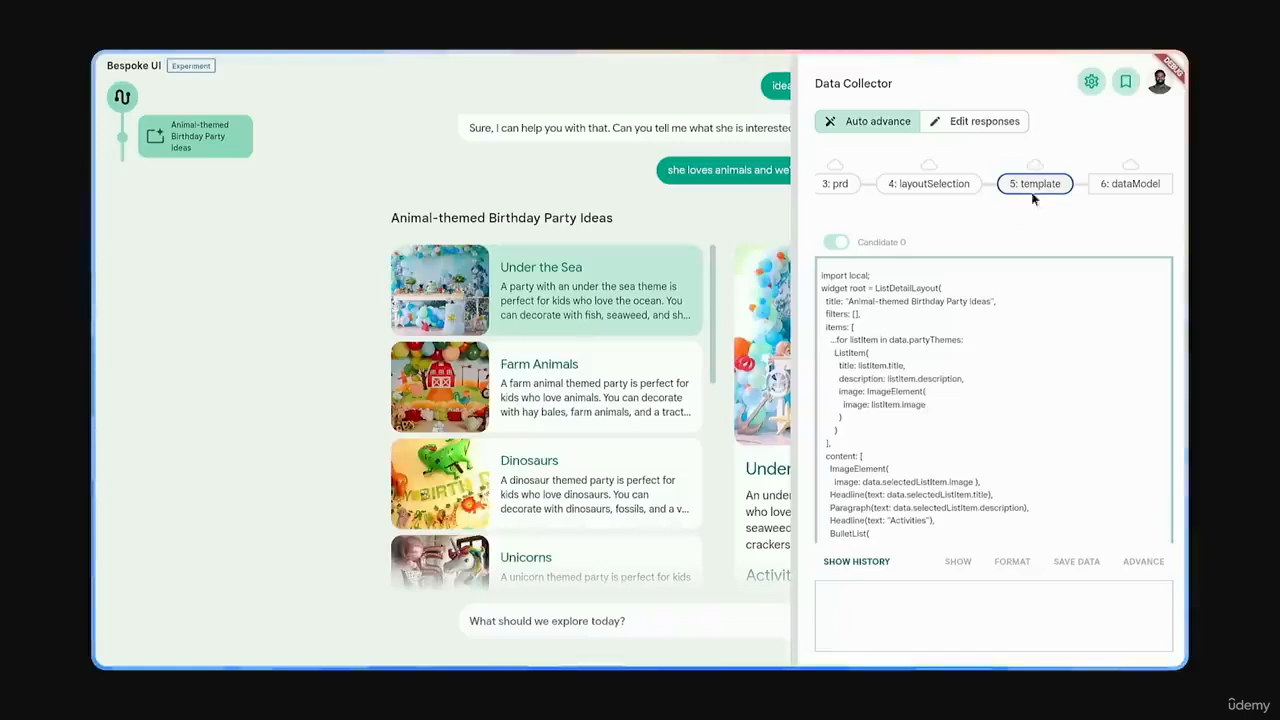 Bespoke UI
Experiment
Animal-themed
Birthday Party
Ideas
idea
Sure, I can help you with that. Can you tell me what she is interested
she loves animals and we'
Animal-themed Birthday Party Ideas
Under the Sea
A party with an under the sea theme is
perfect for kids who love the ocean. You
can decorate with fish, seaweed, and sh...
Farm Animals
A farm animal themed party is perfect for
kids who love animals. You can decorate
with hay bales, farm animals, and a tract...
Dinosaurs
A dinosaur themed party is perfect for
kids who love dinosaurs. You can
decorate with dinosaurs, fossils, and a v...
Unicorns
A unicorn themed party is perfect for kids
Under
An under
who love
seaweed
crackers
Activit
What should we explore today?
Data Collector
DEBUG
Auto advance
Edit responses
3: prd
4: layoutSelection
5: template
6: dataModel
Candidate 0
import local;
widget root = ListDetailLayout(
title: "Animal-themed Birthday Party Ideas",
filters: [],
items: [
...for listItem in data.partyThemes:
ListItem(
title: listItem.title,
description: listItem.description,
image: ImageElement(
image: listItem.image
)
)
],
content: [
ImageElement(
image: data.selectedListItem.image ),
Headline(text: data.selectedListItem.title),
Paragraph(text: data.selectedListItem.description),
Headline(text: "Activities"),
BulletList(
SHOW HISTORY
SHOW
FORMAT
SAVE DATA
ADVANCE
ûdemy